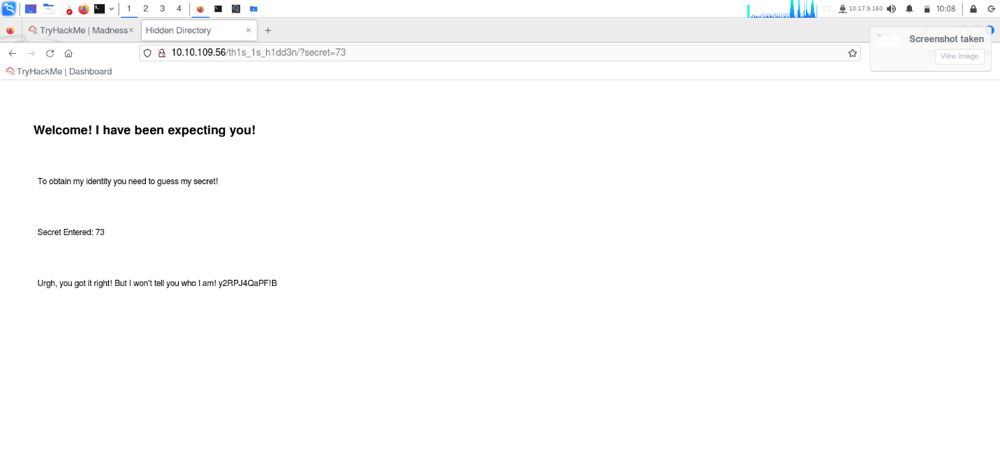 1 2 3 4 10.17.9.160 10:08
TryHackMe | Madness Hidden Directory
Screenshot taken
10.10.109.56/th1s_1s_h1dd3n/?secret=73
View image
TryHackMe | Dashboard
Welcome! I have been expecting you!
To obtain my identity you need to guess my secret!
Secret Entered: 73
Urgh, you got it right! But I won't tell you who I am! y2RPJ4QaPF!B